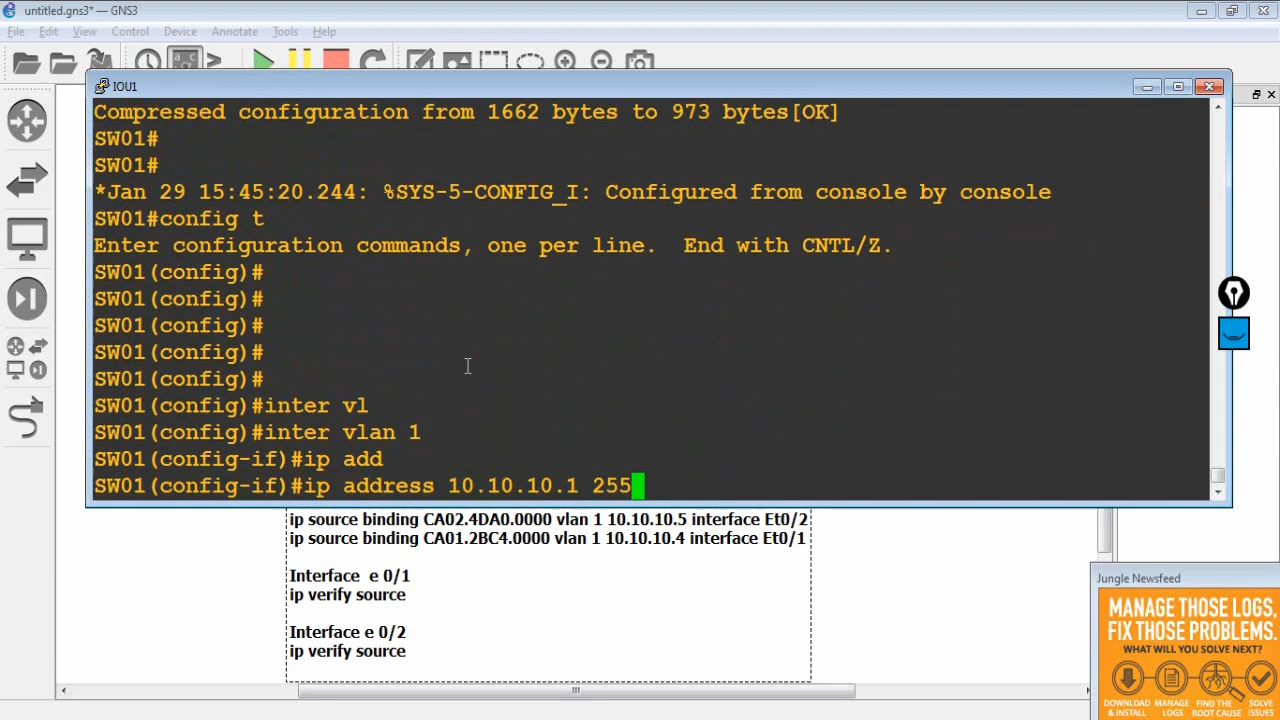 untitled.gns3* — GNS3
File Edit View Control Device Annotate Tools Help
IOU1
Compressed configuration from 1662 bytes to 973 bytes[OK]
SW01#
SW01#
*Jan 29 15:45:20.244: %SYS-5-CONFIG_I: Configured from console by console
SW01#config t
Enter configuration commands, one per line.  End with CNTL/Z.
SW01(config)#
SW01(config)#
SW01(config)#
SW01(config)#
SW01(config)#
SW01(config)#inter vl
SW01(config)#inter vlan 1
SW01(config-if)#ip add
SW01(config-if)#ip address 10.10.10.1 255
ip source binding CA02.4DA0.0000 vlan 1 10.10.10.5 interface Et0/2
ip source binding CA01.2BC4.0000 vlan 1 10.10.10.4 interface Et0/1
Interface  e 0/1
ip verify source
Interface e 0/2
ip verify source
Jungle Newsfeed
MANAGE THOSE LOGS,
FIX THOSE PROBLEMS.
WHAT WILL YOU SOLVE NEXT?
DOWNLOAD & INSTALL
MANAGE LOGS
FIND THE ROOT CAUSE
SOLVE ISSUES